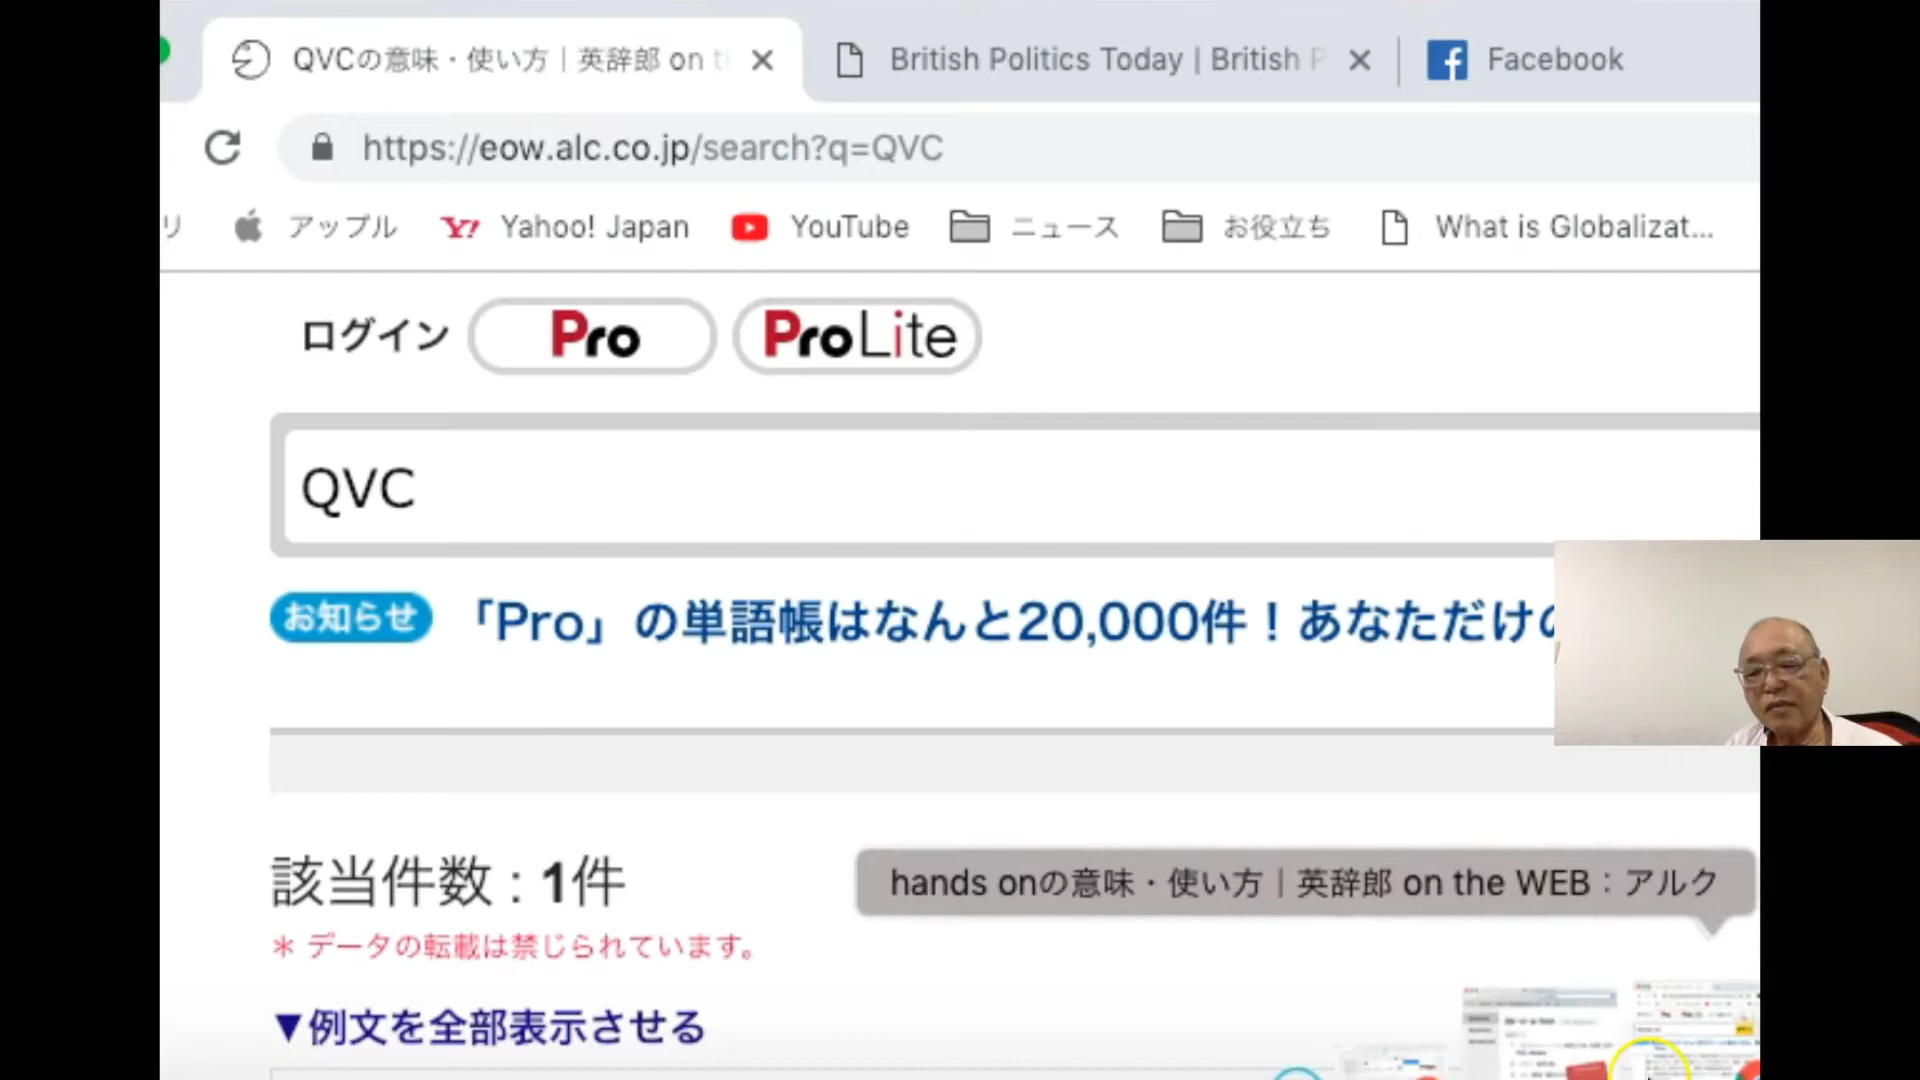 QVCの意味・使い方｜英辞郎 on t
British Politics Today | British P
Facebook
https://eow.alc.co.jp/search?q=QVC
リ
アップル
Yahoo! Japan
YouTube
ニュース
お役立ち
What is Globalizat...
ログイン
Pro
ProLite
QVC
お知らせ
「Pro」の単語帳はなんと20,000件！あなただけの
該当件数 : 1件
hands onの意味・使い方｜英辞郎 on the WEB：アルク
＊ データの転載は禁じられています。
▼例文を全部表示させる